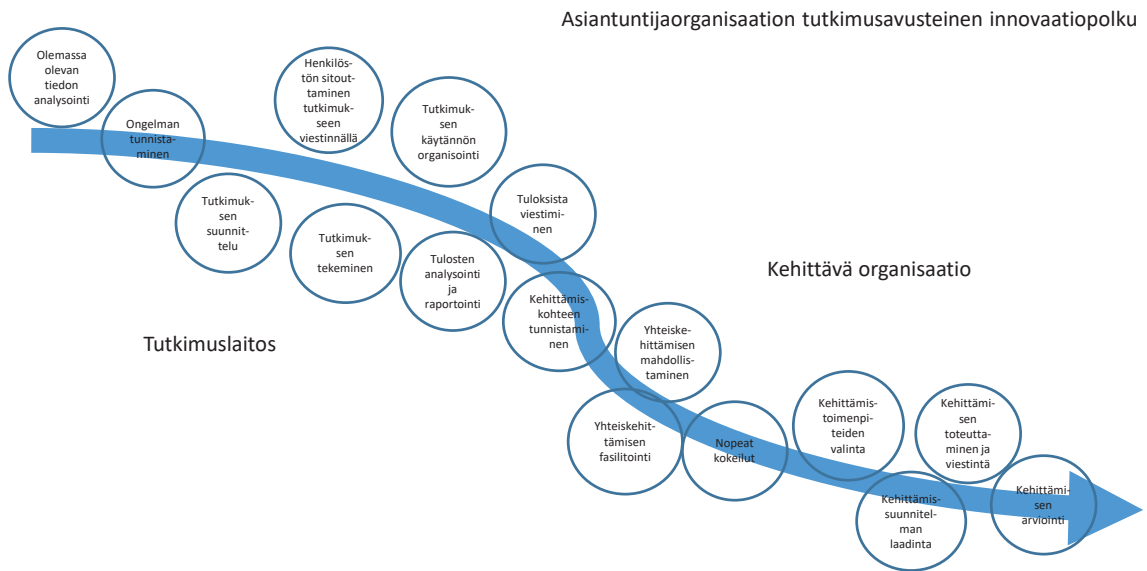 Asiantuntijaorganisaation tutkimusavusteinen innovaatiopolku
Olemassa
olevan
tiedon
analysointi
Ongelman
tunnista-
minen
Henkilös-
tön sitout-
taminen
tutkimuk-
seen
viestinnällä
Tutkimuk-
sen
käytännön
organisointi
Tutkimuk-
sen
suunnit-
telu
Tutkimuk-
sen
tekeminen
Tulosten
analysointi
ja
raportointi
Tuloksista
viestimi-
nen
Kehittämis-
kohteen
tunnistami-
nen
Kehittävä organisaatio
Tutkimuslaitos
Yhteiske-
hittämisen
mahdollis-
taminen
Yhteiskehit-
tämisen
fasilitointi
Nopeat
kokeilut
Kehittämis-
toimenpi-
teiden
valinta
Kehittämis-
suunnitel-
man
laadinta
Kehittämi-
sen
toteutta-
minen ja
viestintä
Kehittämi-
sen
arviointi